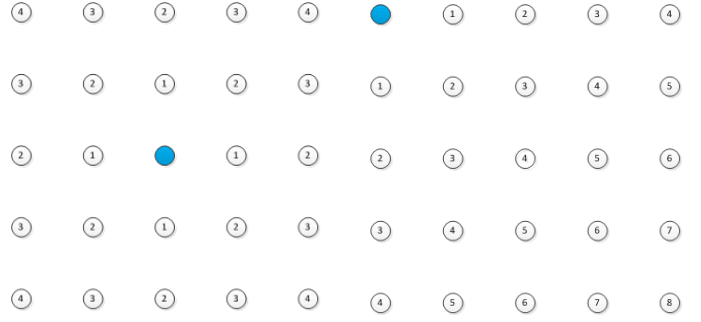 4 3 2 3 4 1 2 3 4
3 2 1 2 3 1 2 3 4 5
2 1 1 2 2 3 4 5 6
3 2 1 2 3 3 4 5 6 7
4 3 2 3 4 4 5 6 7 8